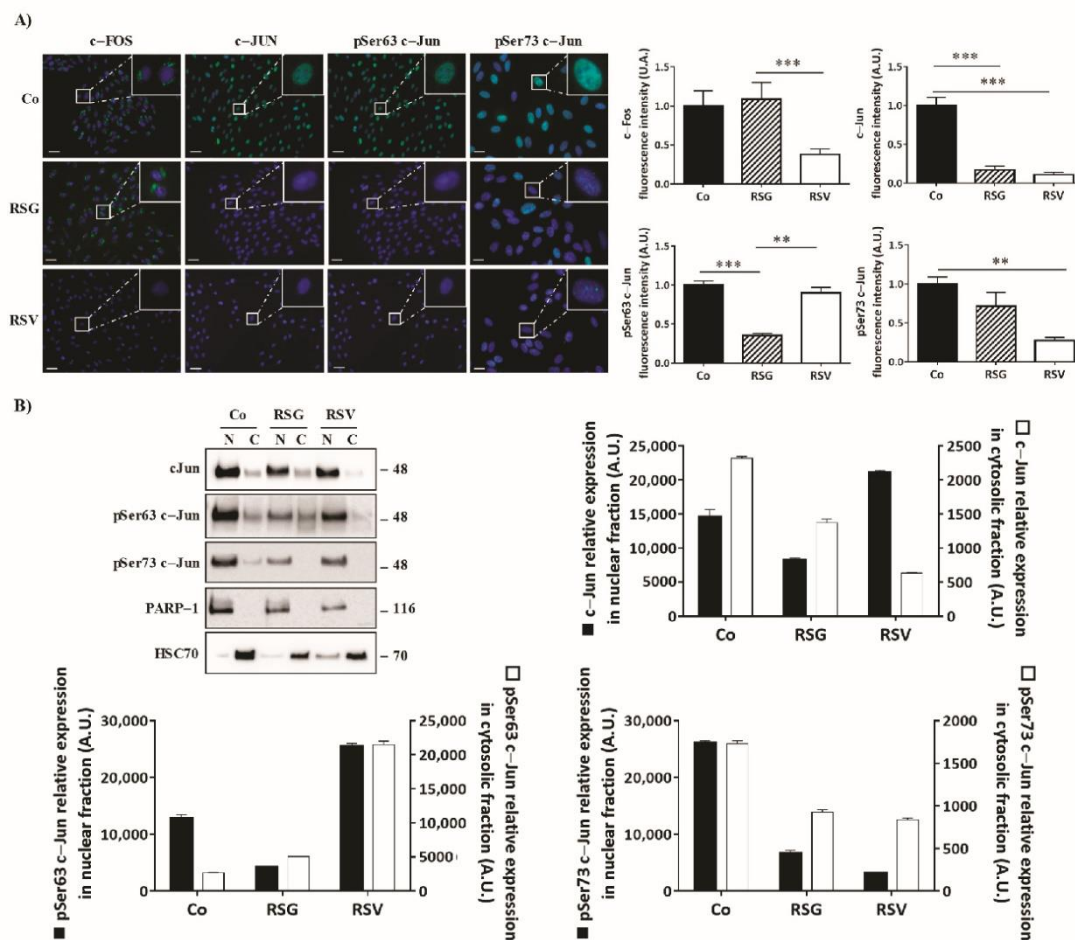 A)
c–FOS c–JUN pSer63 c–Jun pSer73 c–Jun
Co
RSG
RSV
c–Fos
fluorescence intensity (U.A.)
1.5
1.0
0.5
0.0
***
Co RSG RSV
c–Jun
fluorescence intensity (A.U.)
1.5
1.0
0.5
0.0
***
***
Co RSG RSV
pSer63 c–Jun
fluorescence intensity (A.U.)
1.5
1.0
0.5
0.0
***
**
Co RSG RSV
pSer73 c–Jun
fluorescence intensity (A.U.)
1.5
1.0
0.5
0.0
**
Co RSG RSV
B)
Co RSG RSV
N C N C N C
cJun – 48
pSer63 c–Jun – 48
pSer73 c–Jun – 48
PARP–1 – 116
HSC70 – 70
c–Jun relative expression
in nuclear fraction (A.U.)
25,000
20,000
15,000
10,000
5000
0
2500
2000
1500
1000
500
0
c–Jun relative expression
in cytosolic fraction (A.U.)
Co RSG RSV
pSer63 c–Jun relative expression
in nuclear fraction (A.U.)
30,000
20,000
10,000
0
25,000
20,000
15,000
10,000
5000
0
pSer63 c–Jun relative expression
in cytosolic fraction (A.U.)
Co RSG RSV
pSer73 c–Jun relative expression
in nuclear fraction (A.U.)
30,000
20,000
10,000
0
2000
1500
1000
500
0
pSer73 c–Jun relative expression
in cytosolic fraction (A.U.)
Co RSG RSV